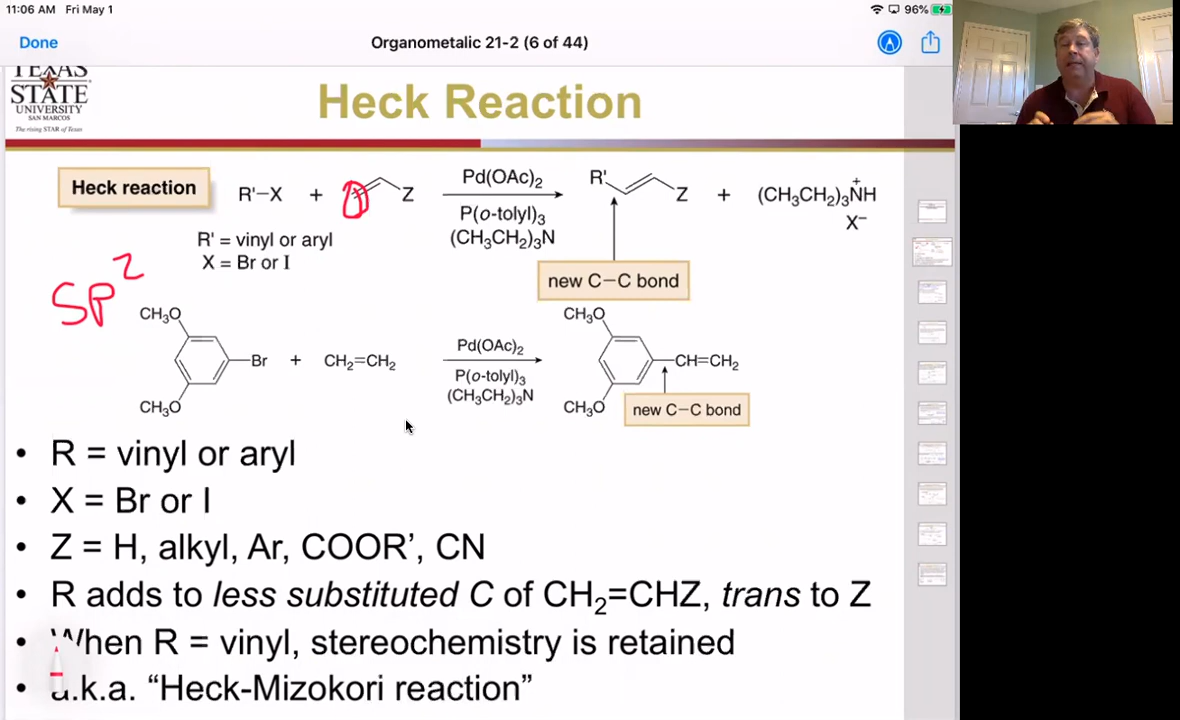 11:06 AM Fri May 1
96%
Done
Organometalic 21-2 (6 of 44)
TEXAS
STATE
UNIVERSITY
SAN MARCOS
The rising STAR of Texas
Heck Reaction
Heck reaction
R'−X + Z
Pd(OAc)₂
P(o-tolyl)₃
(CH₃CH₂)₃N
R' Z + (CH₃CH₂)₃N⁺H
X⁻
R' = vinyl or aryl
X = Br or I
new C−C bond
SP²
CH₃O
Br + CH₂=CH₂
CH₃O
Pd(OAc)₂
P(o-tolyl)₃
(CH₃CH₂)₃N
CH₃O
CH=CH₂
CH₃O
new C−C bond
• R = vinyl or aryl
• X = Br or I
• Z = H, alkyl, Ar, COOR’, CN
• R adds to less substituted C of CH₂=CHZ, trans to Z
• When R = vinyl, stereochemistry is retained
• a.k.a. “Heck-Mizokori reaction”